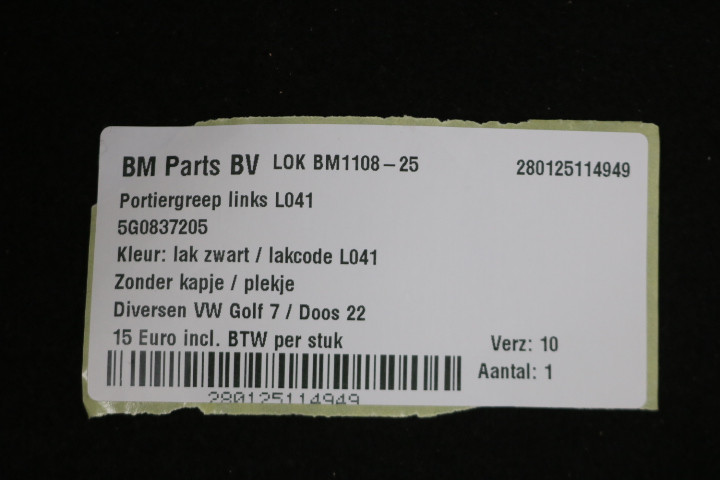 BM Parts BV LOK BM1108-25 280125114949
Portiergreep links L041
5G0837205
Kleur: lak zwart / lakcode L041
Zonder kapje / plekje
Diversen VW Golf 7 / Doos 22
15 Euro incl. BTW per stuk Verz: 10
Aantal: 1
280125114949